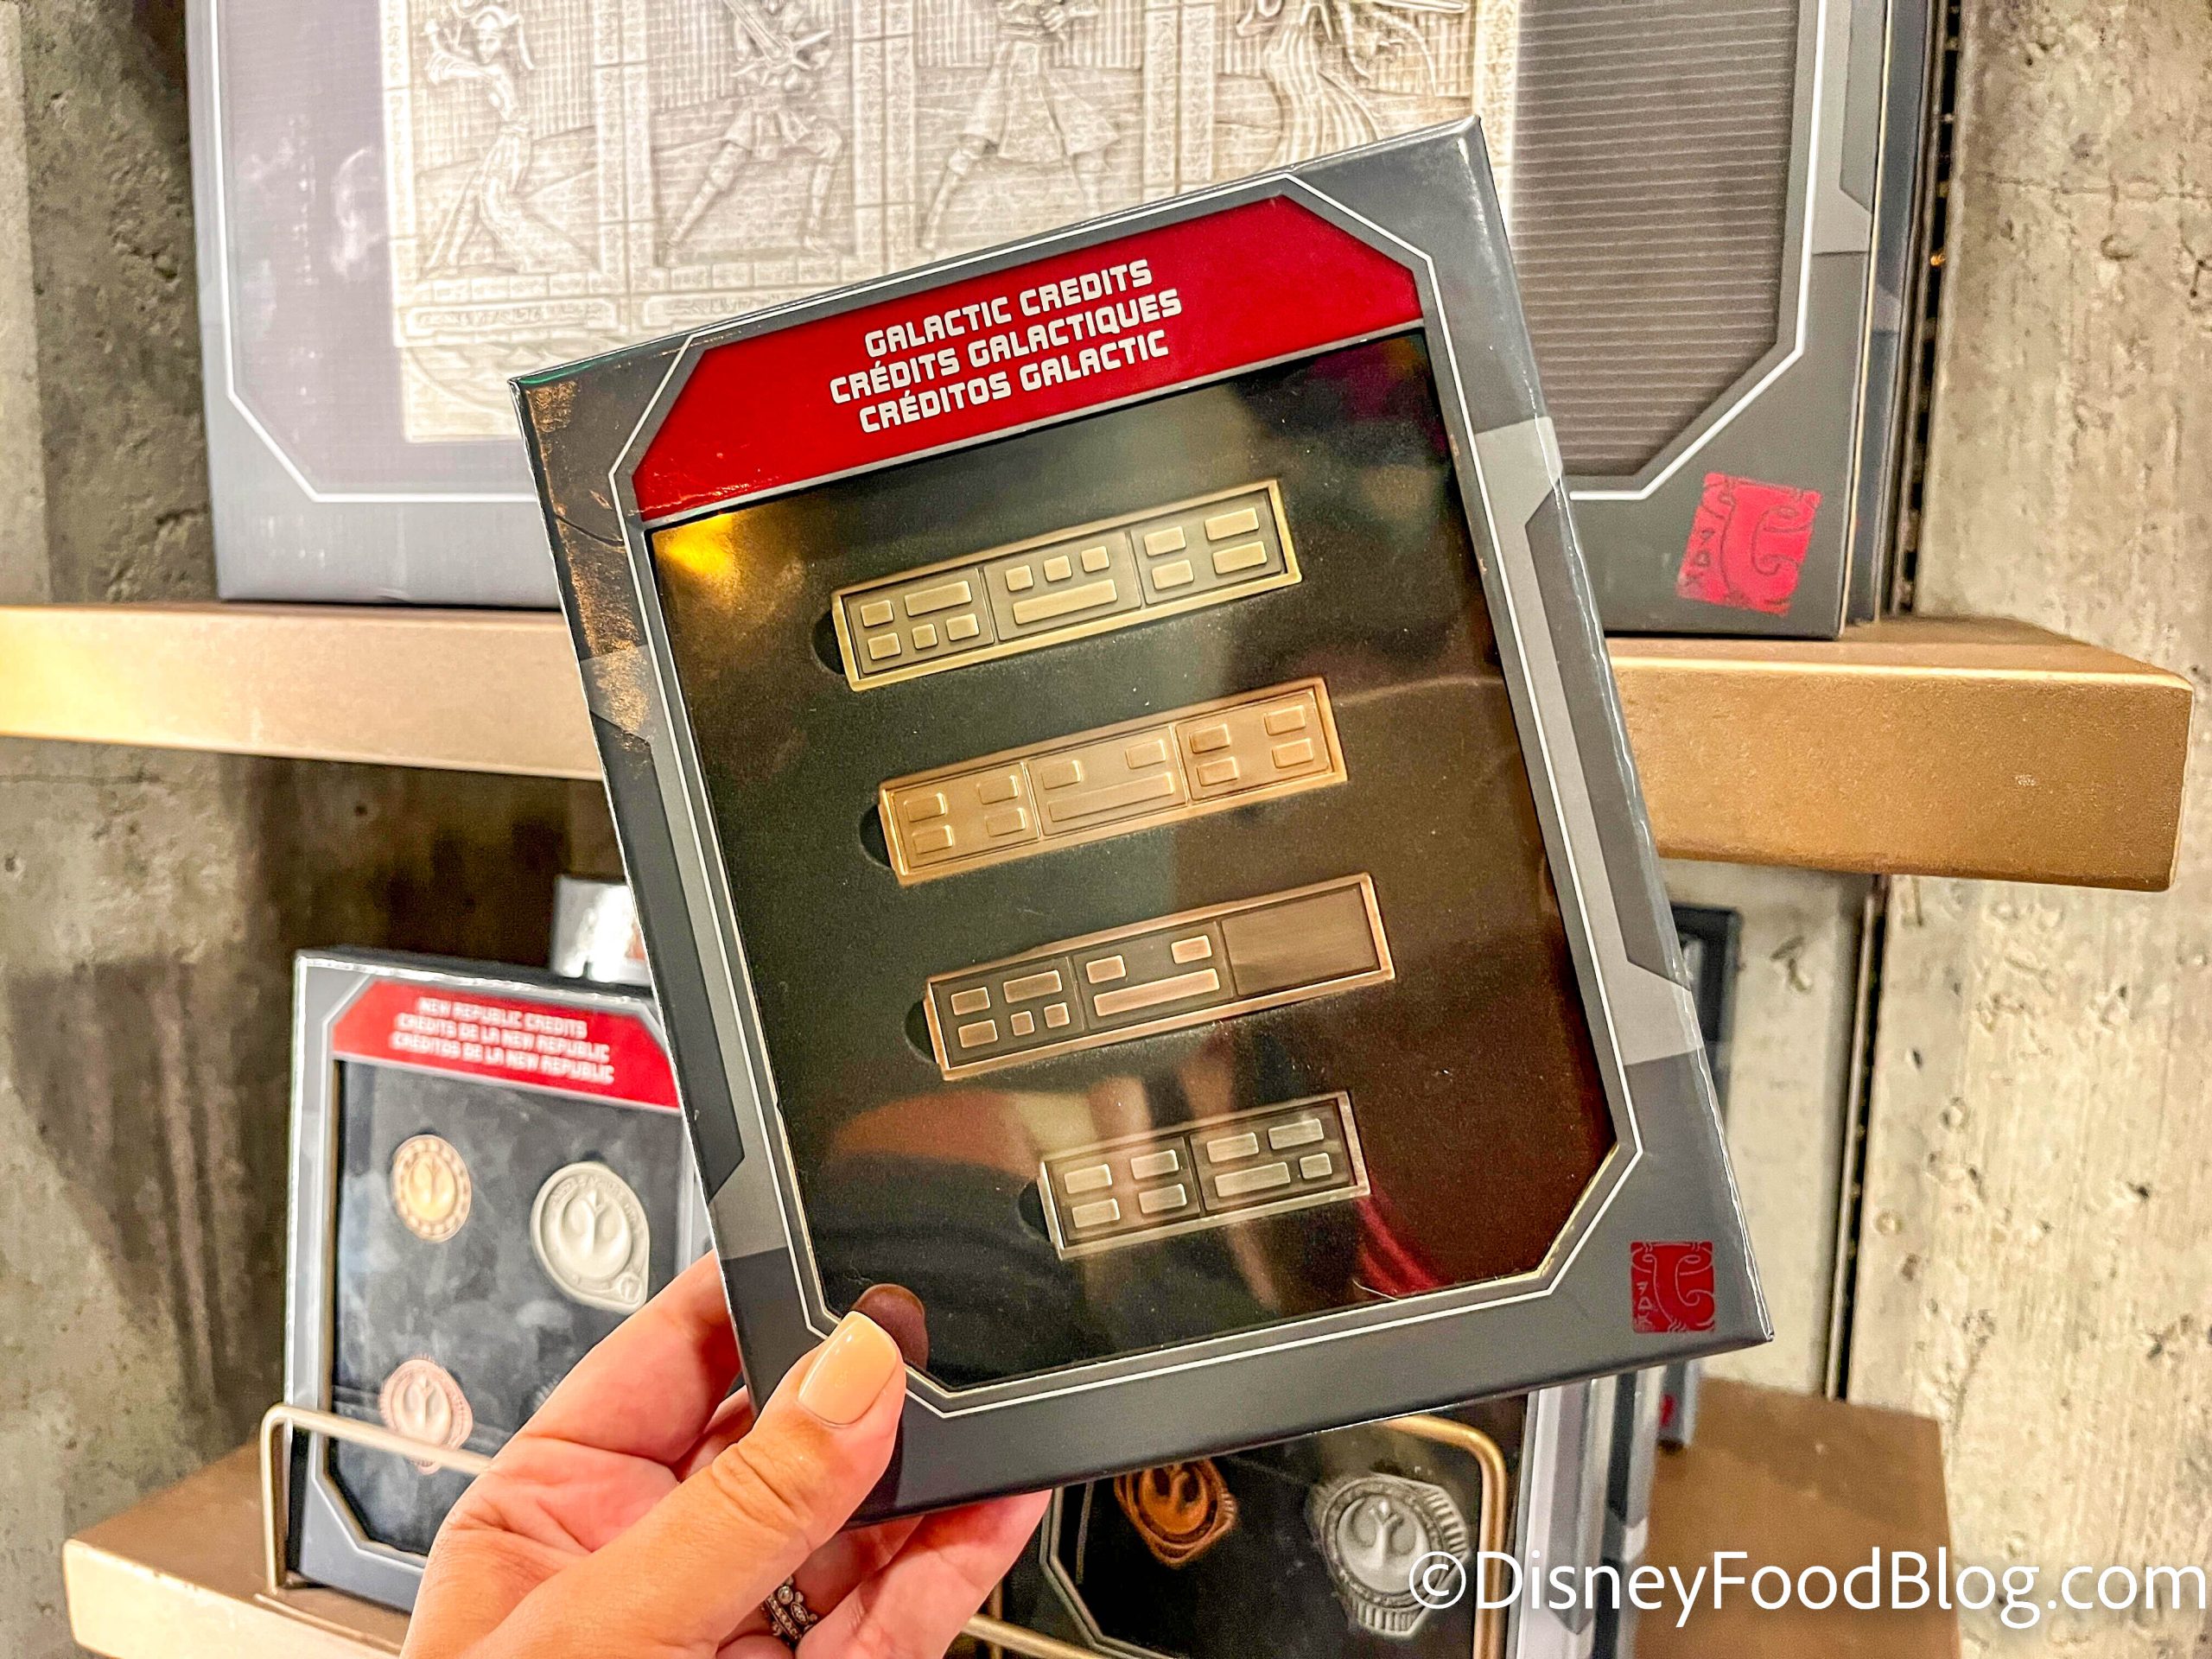 GALACTIC CREDITS
CRÉDITS GALACTIQUES
CRÉDITOS GALACTIC
NEW REPUBLIC CREDITS
CRÉDITS DE LA NEW REPUBLIC
CRÉDITOS DE LA NEW REPUBLIC
©DisneyFoodBlog.com